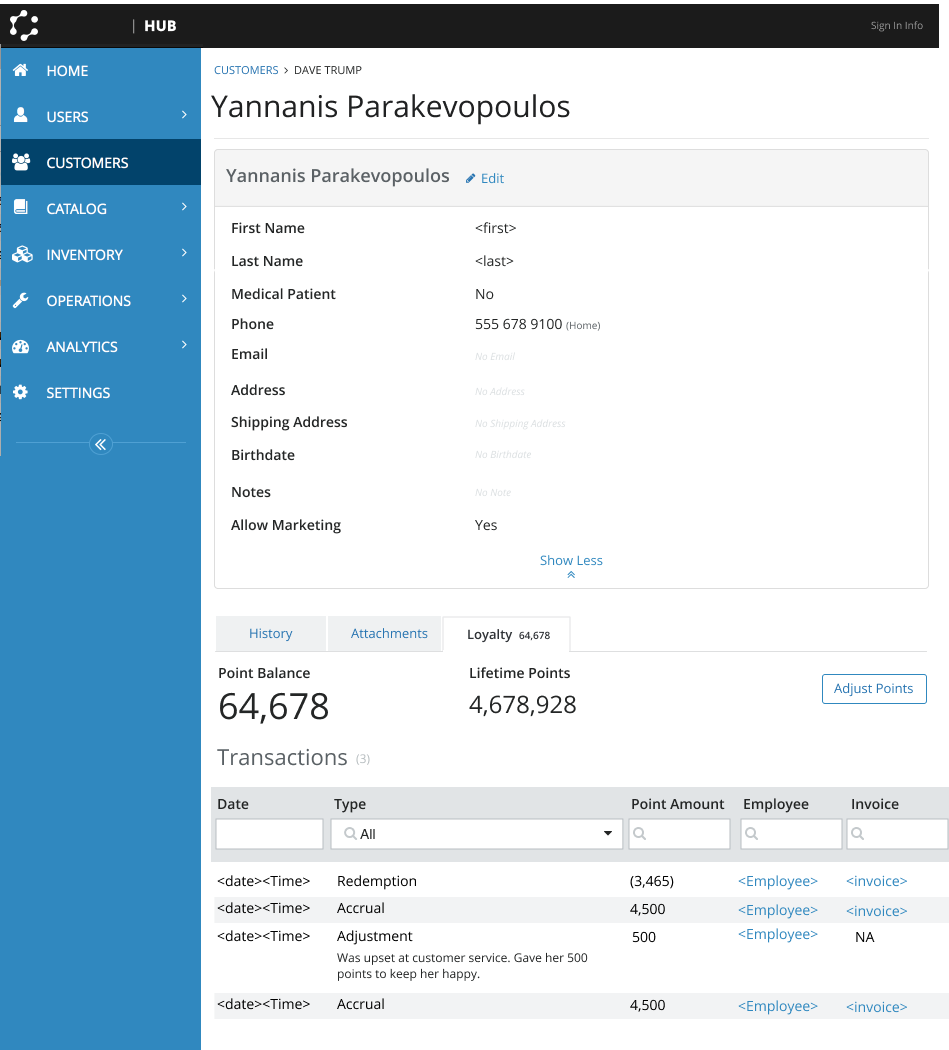 | HUB
Sign In Info
HOME
USERS
CUSTOMERS
CATALOG
INVENTORY
OPERATIONS
ANALYTICS
SETTINGS
CUSTOMERS > DAVE TRUMP
Yannanis Parakevopoulos
Yannanis Parakevopoulos Edit
First Name <first>
Last Name <last>
Medical Patient No
Phone 555 678 9100 (Home)
Email No Email
Address No Address
Shipping Address No Shipping Address
Birthdate No Birthdate
Notes No Note
Allow Marketing Yes
Show Less
History Attachments Loyalty 64,678
Point Balance Lifetime Points
64,678 4,678,928 Adjust Points
Transactions (3)
Date Type Point Amount Employee Invoice
All
<date><Time> Redemption (3,465) <Employee> <invoice>
<date><Time> Accrual 4,500 <Employee> <invoice>
<date><Time> Adjustment 500 <Employee> NA
Was upset at customer service. Gave her 500
points to keep her happy.
<date><Time> Accrual 4,500 <Employee> <invoice>